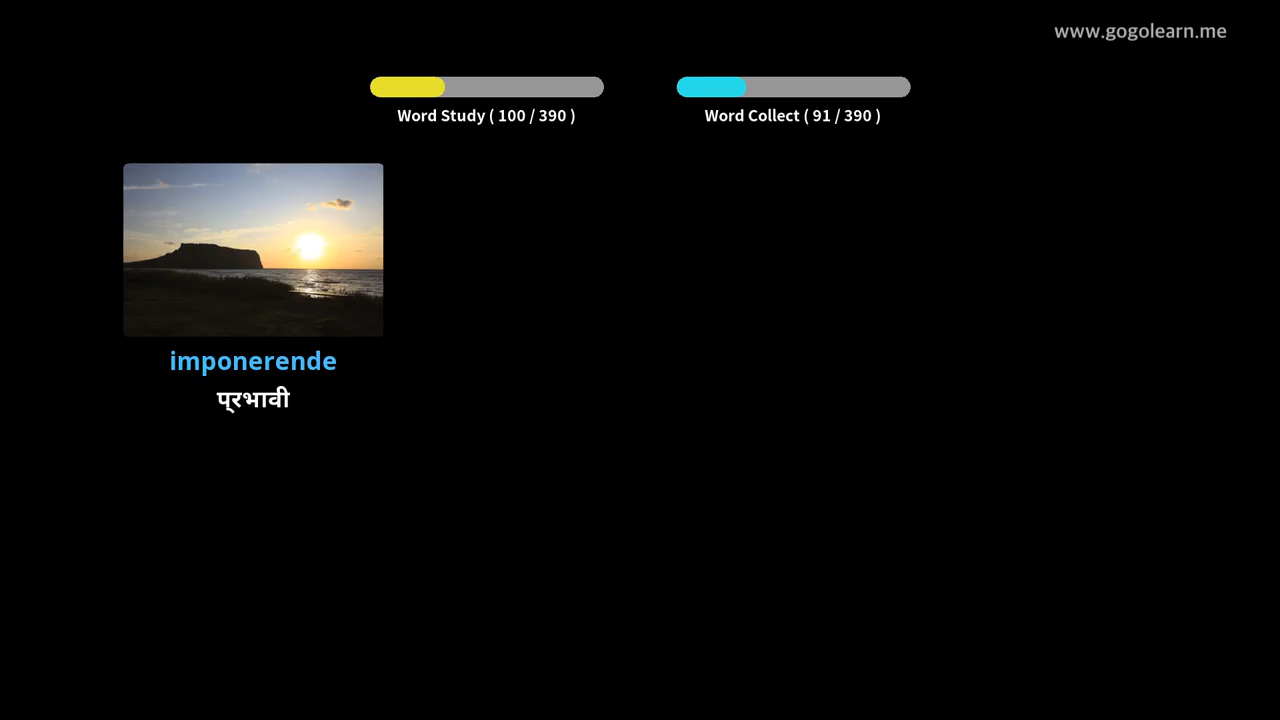 www.gogolearn.me
Word Study ( 100 / 390 )
Word Collect ( 91 / 390 )
imponerende
प्रभावी